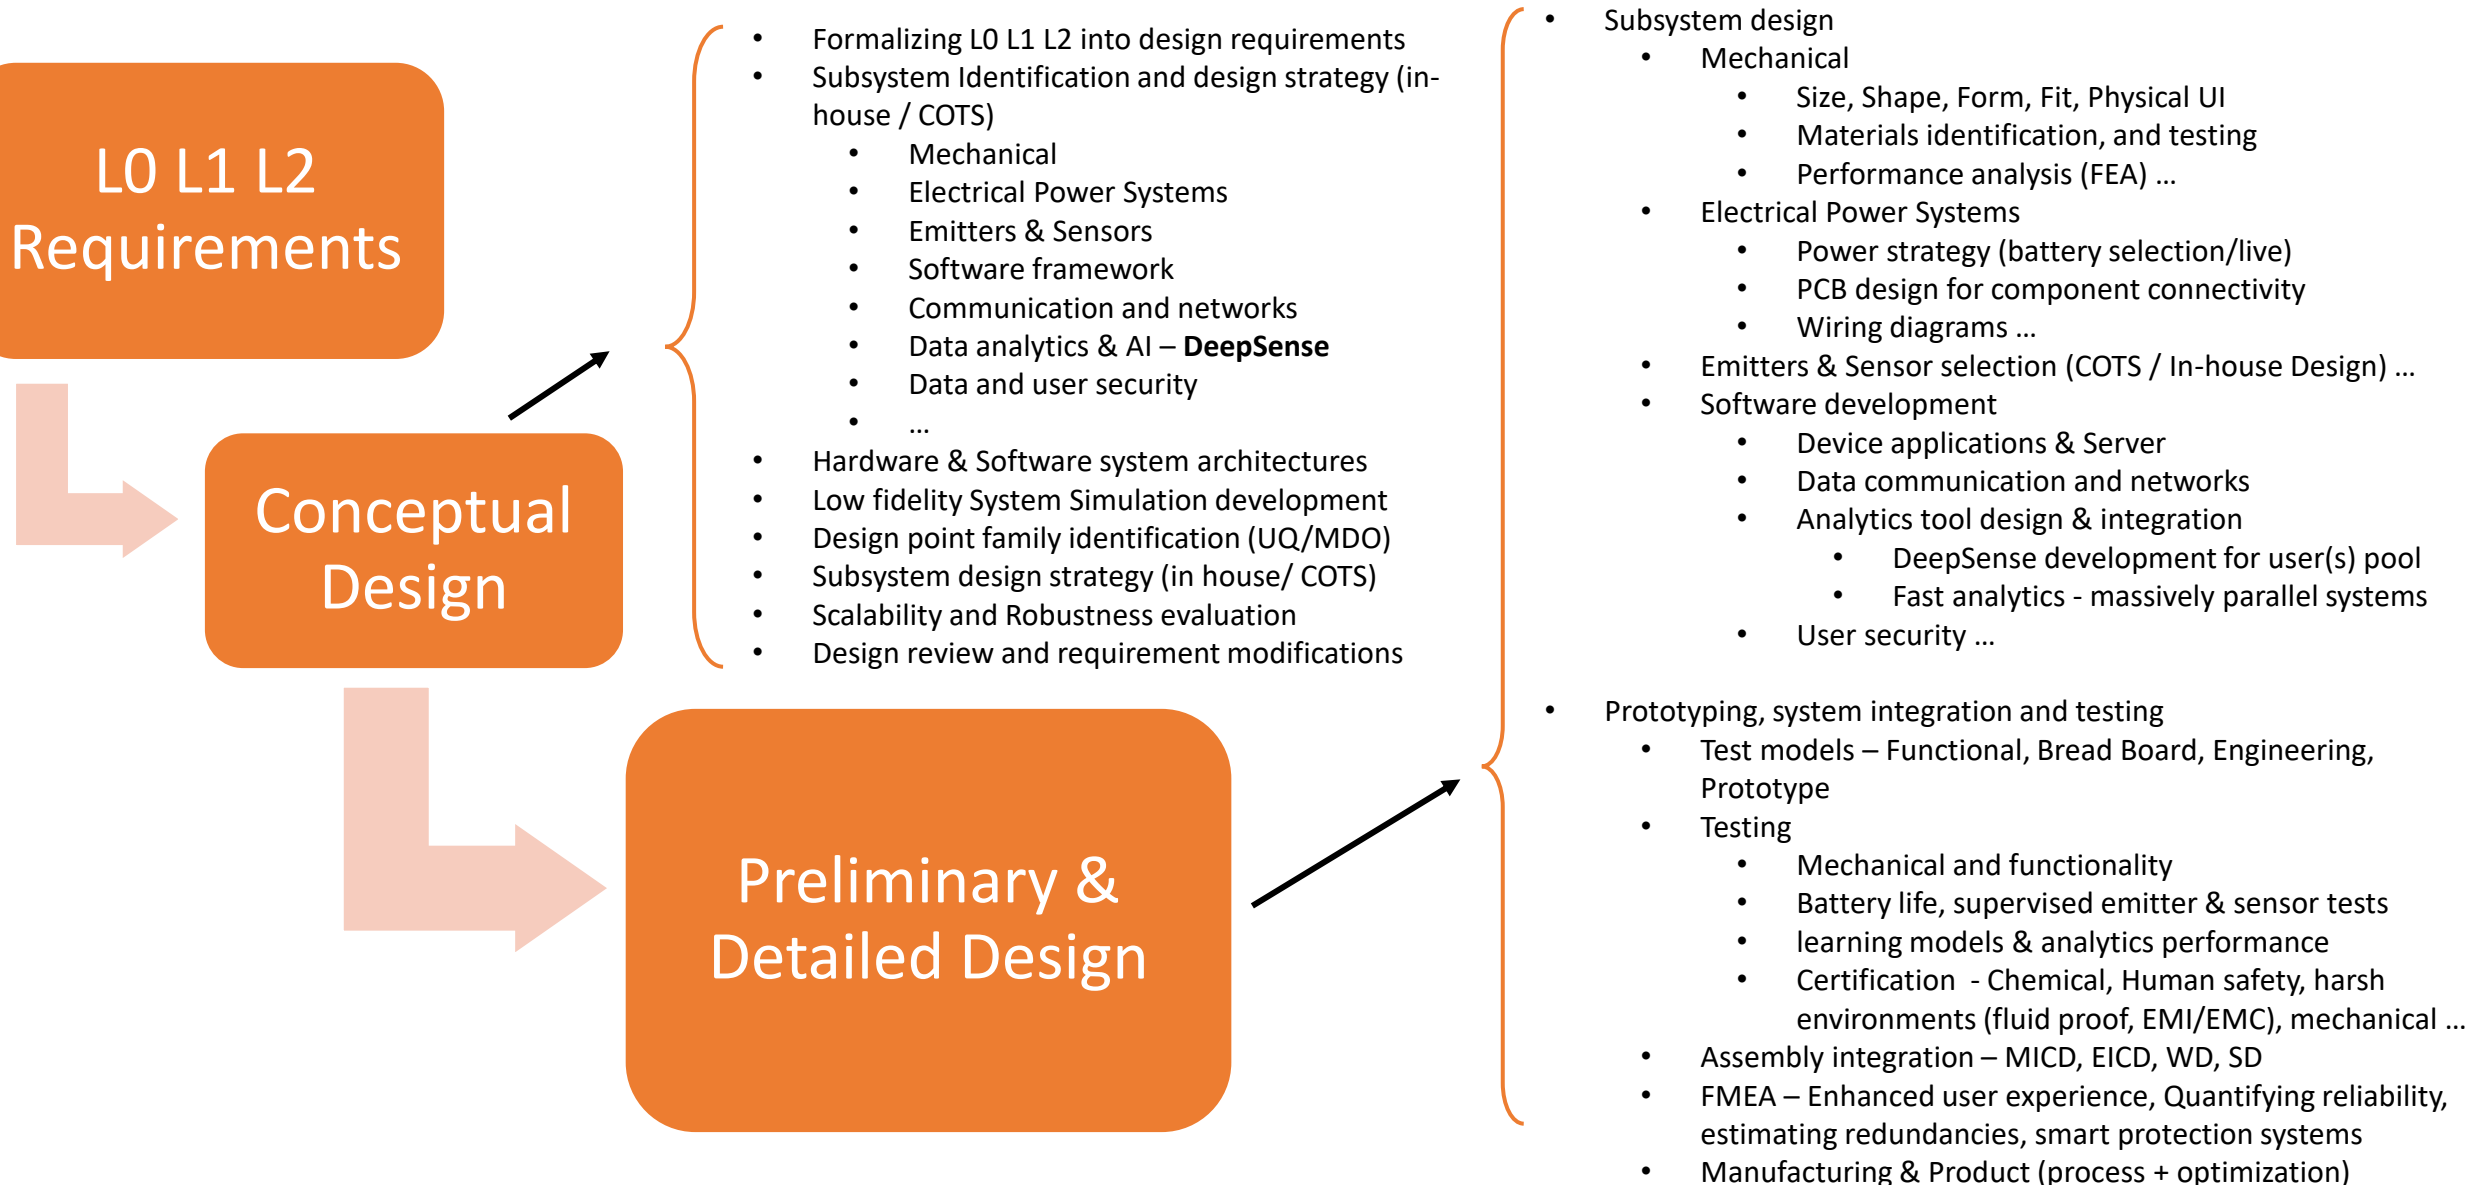 L0 L1 L2
Requirements
Conceptual
Design
Preliminary &
Detailed Design
• Formalizing L0 L1 L2 into design requirements
• Subsystem Identification and design strategy (in-
house / COTS)
• Mechanical
• Electrical Power Systems
• Emitters & Sensors
• Software framework
• Communication and networks
• Data analytics & AI – DeepSense
• Data and user security
• ...
• Hardware & Software system architectures
• Low fidelity System Simulation development
• Design point family identification (UQ/MDO)
• Subsystem design strategy (in house/ COTS)
• Scalability and Robustness evaluation
• Design review and requirement modifications
• Subsystem design
• Mechanical
• Size, Shape, Form, Fit, Physical UI
• Materials identification, and testing
• Performance analysis (FEA) ...
• Electrical Power Systems
• Power strategy (battery selection/live)
• PCB design for component connectivity
• Wiring diagrams ...
• Emitters & Sensor selection (COTS / In-house Design) ...
• Software development
• Device applications & Server
• Data communication and networks
• Analytics tool design & integration
• DeepSense development for user(s) pool
• Fast analytics - massively parallel systems
• User security ...
• Prototyping, system integration and testing
• Test models – Functional, Bread Board, Engineering,
Prototype
• Testing
• Mechanical and functionality
• Battery life, supervised emitter & sensor tests
• learning models & analytics performance
• Certification - Chemical, Human safety, harsh
environments (fluid proof, EMI/EMC), mechanical ...
• Assembly integration – MICD, EICD, WD, SD
• FMEA – Enhanced user experience, Quantifying reliability,
estimating redundancies, smart protection systems
• Manufacturing & Product (process + optimization)